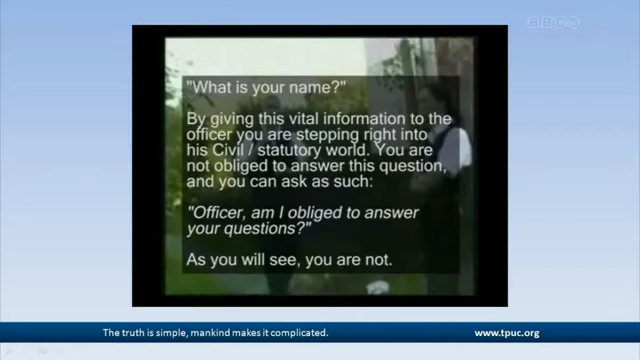 BBC5
"What is your name?"
By giving this vital information to the
officer you are stepping right into
his Civil / statutory world. You are
not obliged to answer this question,
and you can ask as such:
"Officer, am I obliged to answer
your questions?"
As you will see, you are not.
The truth is simple, mankind makes it complicated.
www.tpuc.org